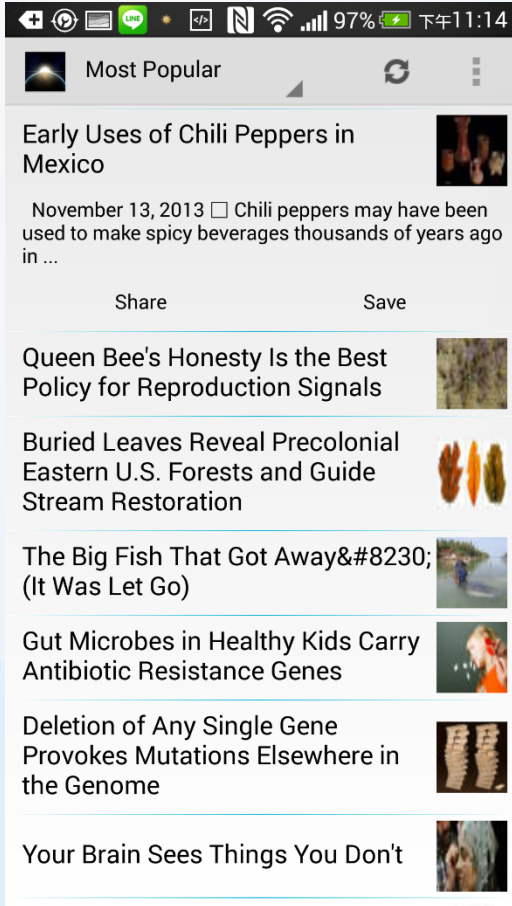 LINE
97%
下午11:14
Most Popular
Early Uses of Chili Peppers in
Mexico
November 13, 2013 □ Chili peppers may have been
used to make spicy beverages thousands of years ago
in ...
Share
Save
Queen Bee's Honesty Is the Best
Policy for Reproduction Signals
Buried Leaves Reveal Precolonial
Eastern U.S. Forests and Guide
Stream Restoration
The Big Fish That Got Away&#8230;
(It Was Let Go)
Gut Microbes in Healthy Kids Carry
Antibiotic Resistance Genes
Deletion of Any Single Gene
Provokes Mutations Elsewhere in
the Genome
Your Brain Sees Things You Don't